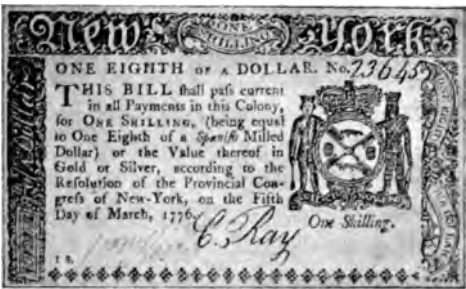 New York
ONE
SHILLING
ONE EIGHTH OF A DOLLAR. No. 23645
THIS BILL ſhall paſs current
in all Payments in this Colony,
for ONE SHILLING, (being equal
to One Eighth of a Spaniſh Milled
Dollar) or the Value thereof in
Gold or Silver, according to the
Reſolution of the Provincial Con-
greſs of New-York, on the Fifth
Day of March, 1776.
One Shilling.
C. Ray